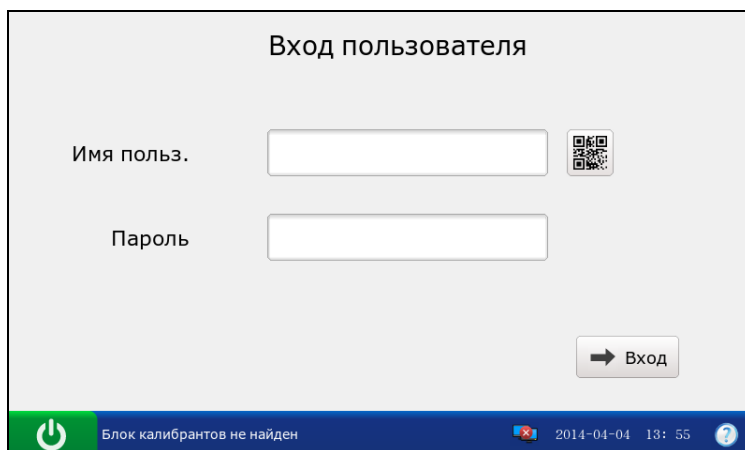 Вход пользователя
Имя польз.
Пароль
Вход
Блок калибрантов не найден 2014-04-04 13: 55 ?